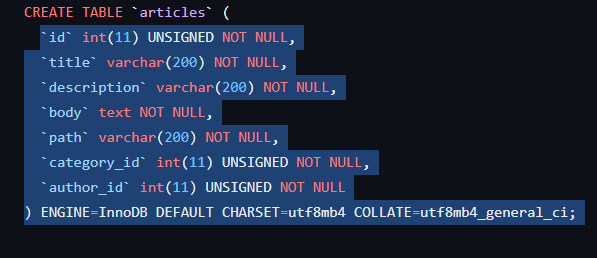 CREATE TABLE `articles` (
  `id` int(11) UNSIGNED NOT NULL,
  `title` varchar(200) NOT NULL,
  `description` varchar(200) NOT NULL,
  `body` text NOT NULL,
  `path` varchar(200) NOT NULL,
  `category_id` int(11) UNSIGNED NOT NULL,
  `author_id` int(11) UNSIGNED NOT NULL
) ENGINE=InnoDB DEFAULT CHARSET=utf8mb4 COLLATE=utf8mb4_general_ci;